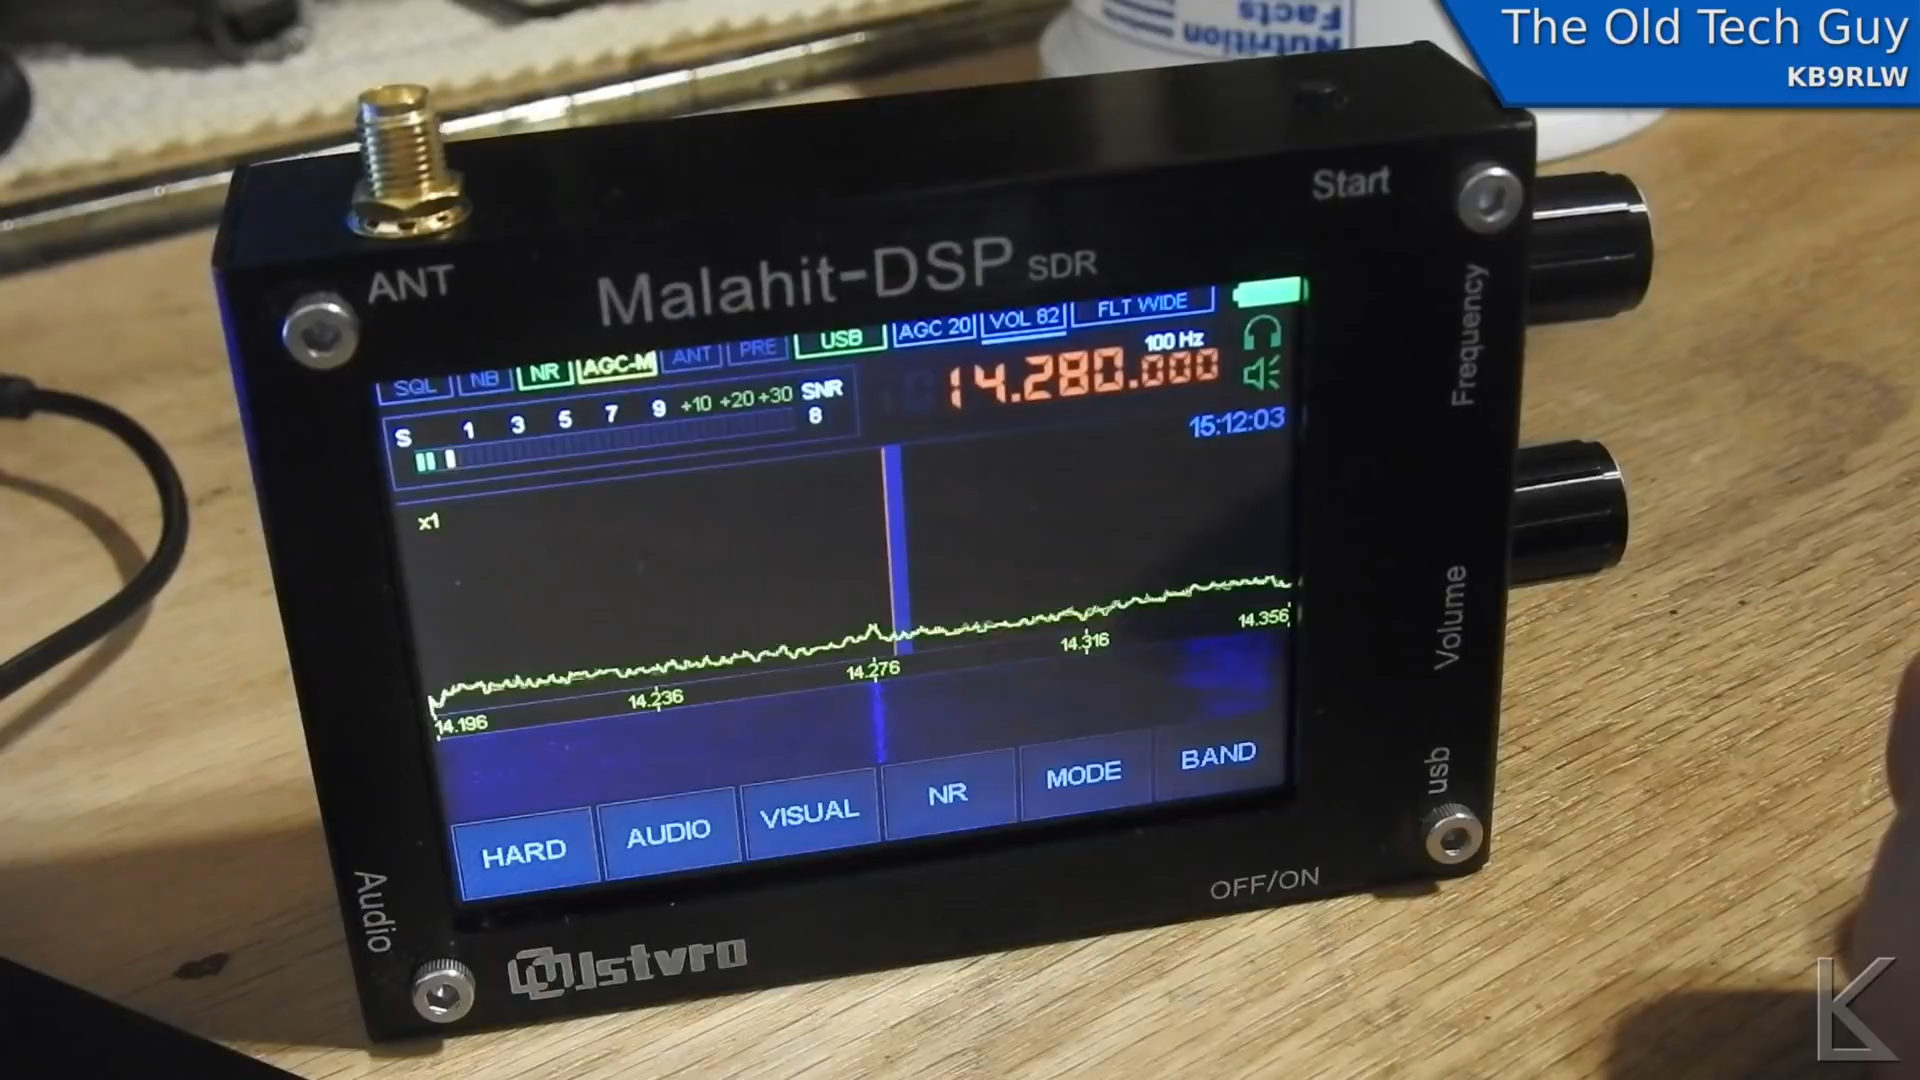 The Old Tech Guy
KB9RLW
Nutrition
Facts
Start
ANT
Malahit-DSP SDR
SQL NB NR AGC-M ANT PRE USB AGC 20 VOL 82 FLT WIDE
100 Hz
14.280.000
S 1 3 5 7 9 +10 +20 +30 SNR
8
15:12:03
x1
14.196 14.236 14.276 14.316 14.356
HARD AUDIO VISUAL NR MODE BAND
Frequency
Volume
usb
OFF/ON
Audio